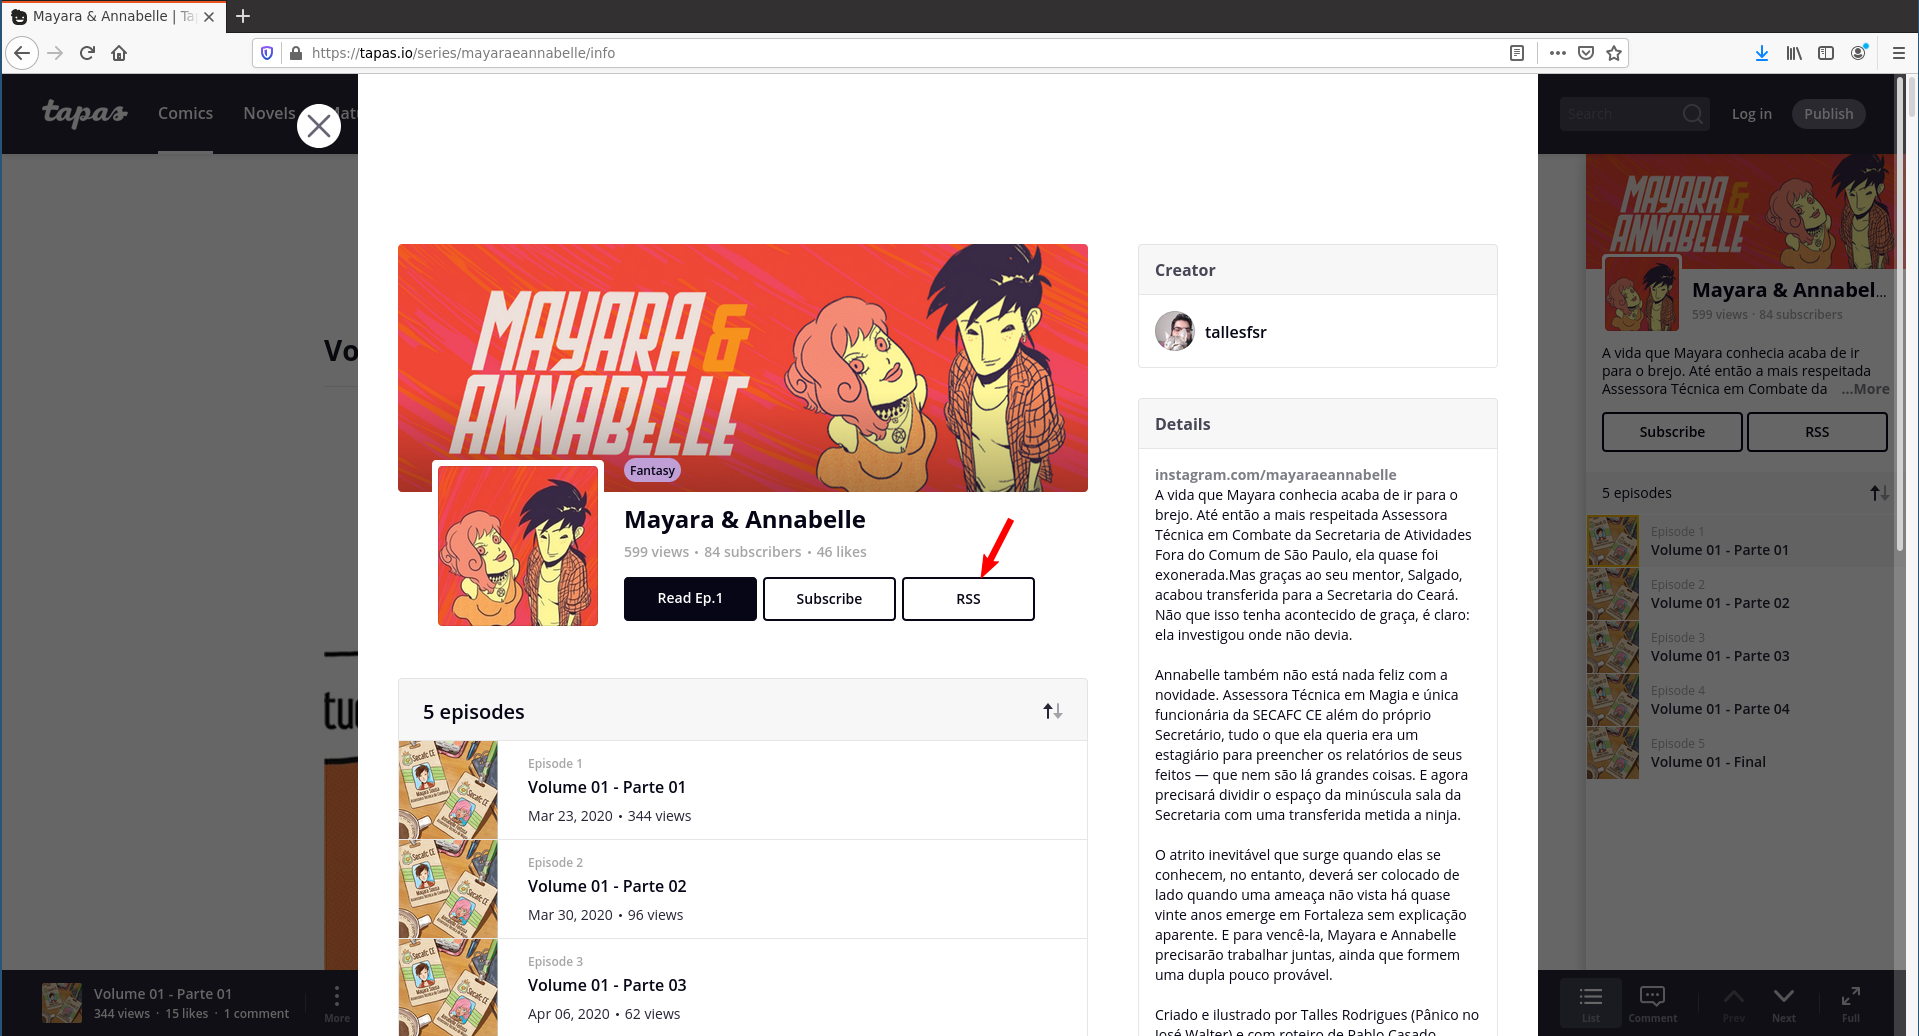 Mayara & Annabelle | Ta
https://tapas.io/series/mayaraeannabelle/info
tapas
Comics
Novels
Search
Log in
Publish
MAYARA &
ANNABELLE
Fantasy
Mayara & Annabelle
599 views • 84 subscribers • 46 likes
Read Ep.1
Subscribe
RSS
5 episodes
Episode 1
Volume 01 - Parte 01
Mar 23, 2020 • 344 views
Episode 2
Volume 01 - Parte 02
Mar 30, 2020 • 96 views
Episode 3
Volume 01 - Parte 03
Apr 06, 2020 • 62 views
Creator
tallesfsr
Details
instagram.com/mayaraeannabelle
A vida que Mayara conhecia acaba de ir para o
brejo. Até então a mais respeitada Assessora
Técnica em Combate da Secretaria de Atividades
Fora do Comum de São Paulo, ela quase foi
exonerada.Mas graças ao seu mentor, Salgado,
acabou transferida para a Secretaria do Ceará.
Não que isso tenha acontecido de graça, é claro:
ela investigou onde não devia.
Annabelle também não está nada feliz com a
novidade. Assessora Técnica em Magia e única
funcionária da SECAFC CE além do próprio
Secretário, tudo o que ela queria era um
estagiário para preencher os relatórios de seus
feitos — que nem são lá grandes coisas. E agora
precisará dividir o espaço da minúscula sala da
Secretaria com uma transferida metida a ninja.
O atrito inevitável que surge quando elas se
conhecem, no entanto, deverá ser colocado de
lado quando uma ameaça não vista há quase
vinte anos emerge em Fortaleza sem explicação
aparente. E para vencê-la, Mayara e Annabelle
precisarão trabalhar juntas, ainda que formem
uma dupla pouco provável.
Criado e ilustrado por Talles Rodrigues (Pânico no
José Walter) e com roteiro de Pablo Casado
MAYARA &
ANNABELLE
Mayara & Annabel...
599 views · 84 subscribers
A vida que Mayara conhecia acaba de ir
para o brejo. Até então a mais respeitada
Assessora Técnica em Combate da ...More
Subscribe
RSS
5 episodes
Episode 1
Volume 01 - Parte 01
Episode 2
Volume 01 - Parte 02
Episode 3
Volume 01 - Parte 03
Episode 4
Volume 01 - Parte 04
Episode 5
Volume 01 - Final
Vo
tu
Volume 01 - Parte 01
344 views · 15 likes · 1 comment
More
List
Comment
Prev
Next
Full